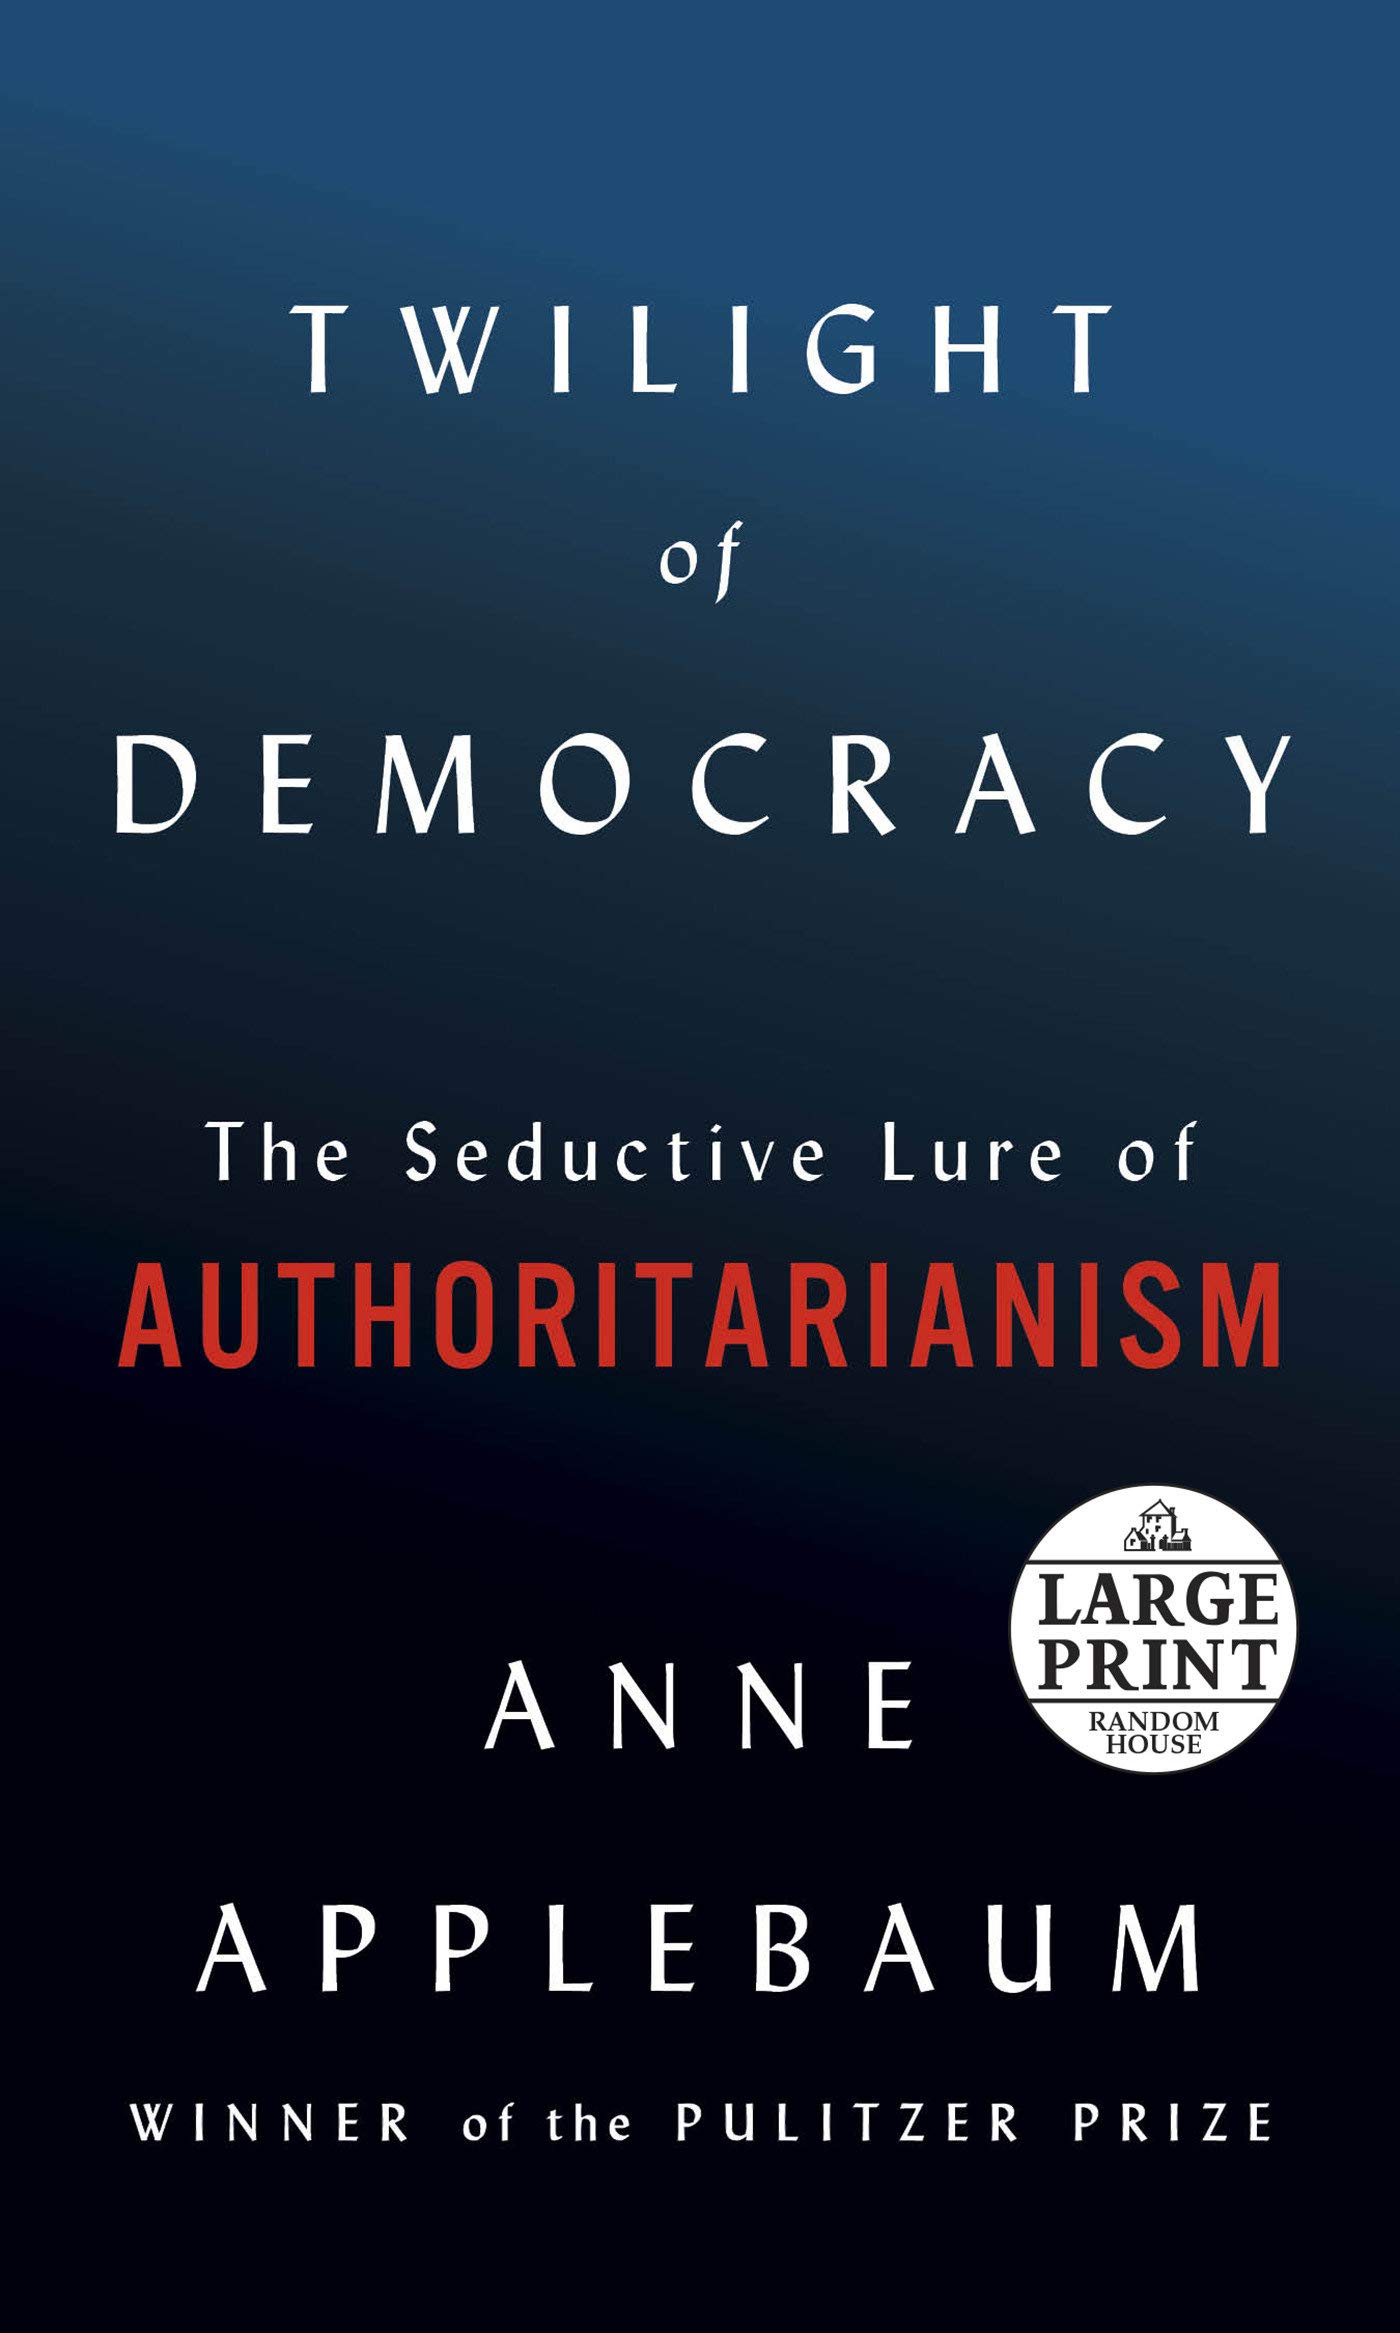 TWILIGHT
of
DEMOCRACY
The Seductive Lure of
AUTHORITARIANISM
ANNE
APPLEBAUM
WINNER of the PULITZER PRIZE
LARGE
PRINT
RANDOM
HOUSE